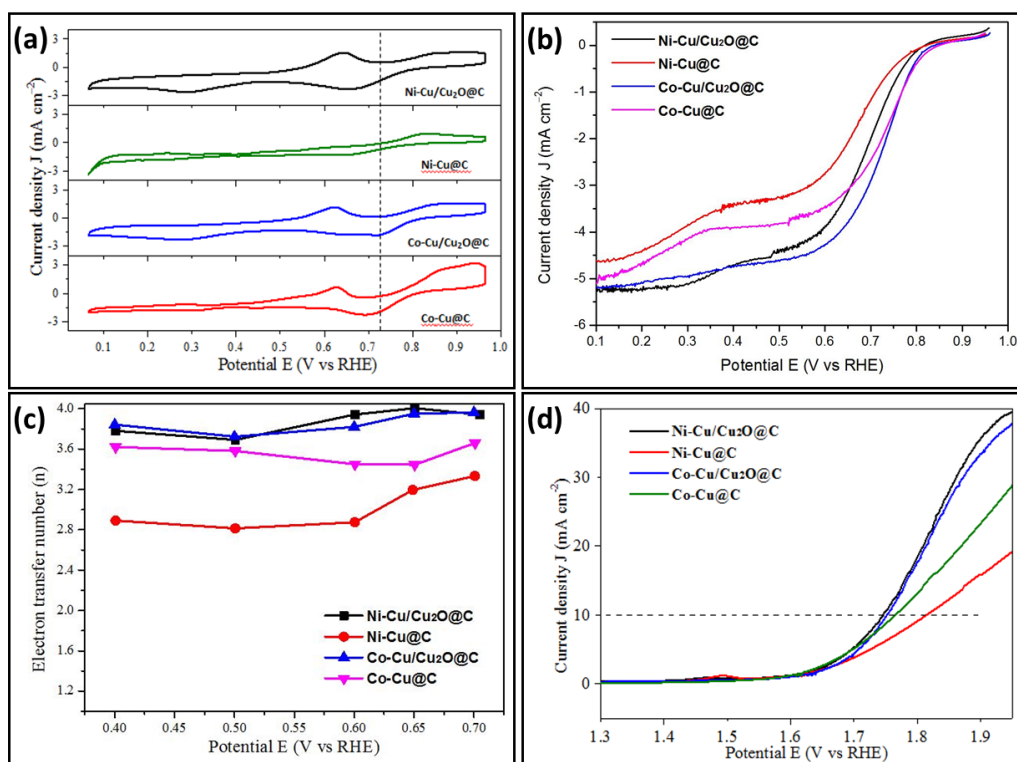 (a)
Current density J (mA cm⁻²)
3
0
-3
Ni-Cu/Cu₂O@C
3
0
-3
Ni-Cu@C
3
0
-3
Co-Cu/Cu₂O@C
3
0
-3
Co-Cu@C
0.1 0.2 0.3 0.4 0.5 0.6 0.7 0.8 0.9 1.0
Potential E (V vs RHE)
(b)
Current density J (mA cm⁻²)
Ni-Cu/Cu₂O@C
Ni-Cu@C
Co-Cu/Cu₂O@C
Co-Cu@C
0
-1
-2
-3
-4
-5
-6
0.1 0.2 0.3 0.4 0.5 0.6 0.7 0.8 0.9 1.0
Potential E (V vs RHE)
(c)
Electron transfer number (n)
4.0
3.6
3.2
2.8
2.4
2.0
1.6
1.2
Ni-Cu/Cu₂O@C
Ni-Cu@C
Co-Cu/Cu₂O@C
Co-Cu@C
0.40 0.45 0.50 0.55 0.60 0.65 0.70
Potential E (V vs RHE)
(d)
Current density J (mA cm⁻²)
Ni-Cu/Cu₂O@C
Ni-Cu@C
Co-Cu/Cu₂O@C
Co-Cu@C
40
30
20
10
0
1.3 1.4 1.5 1.6 1.7 1.8 1.9
Potential E (V vs RHE)